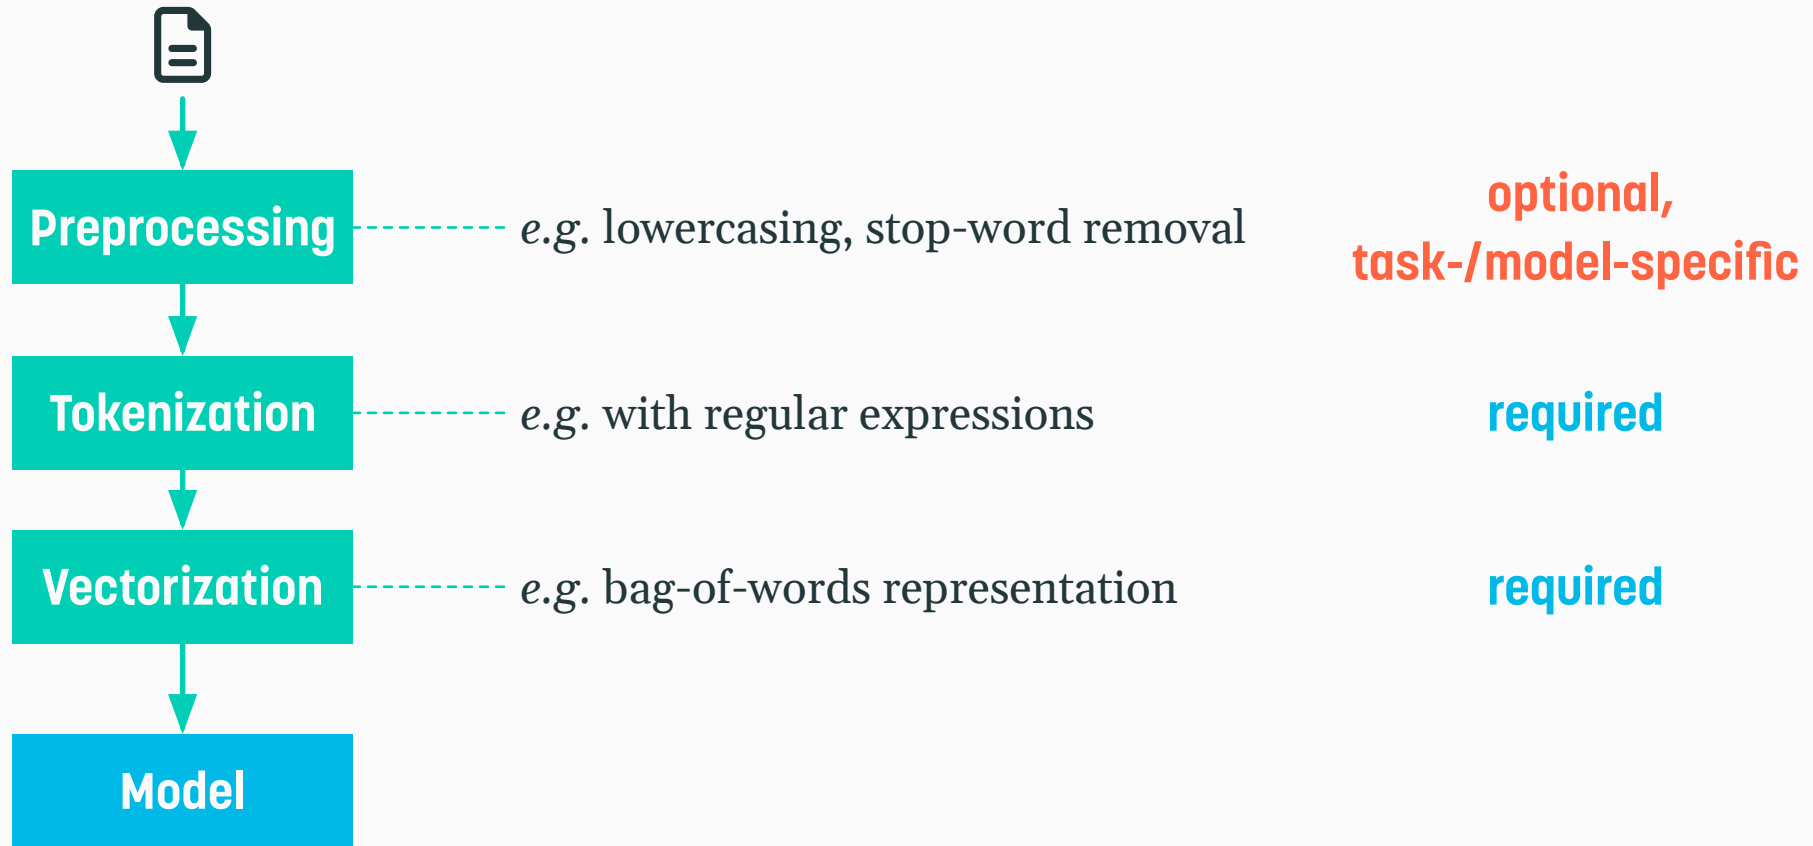 Preprocessing
e.g. lowercasing, stop-word removal
optional,
task-/model-specific
Tokenization
e.g. with regular expressions
required
Vectorization
e.g. bag-of-words representation
required
Model